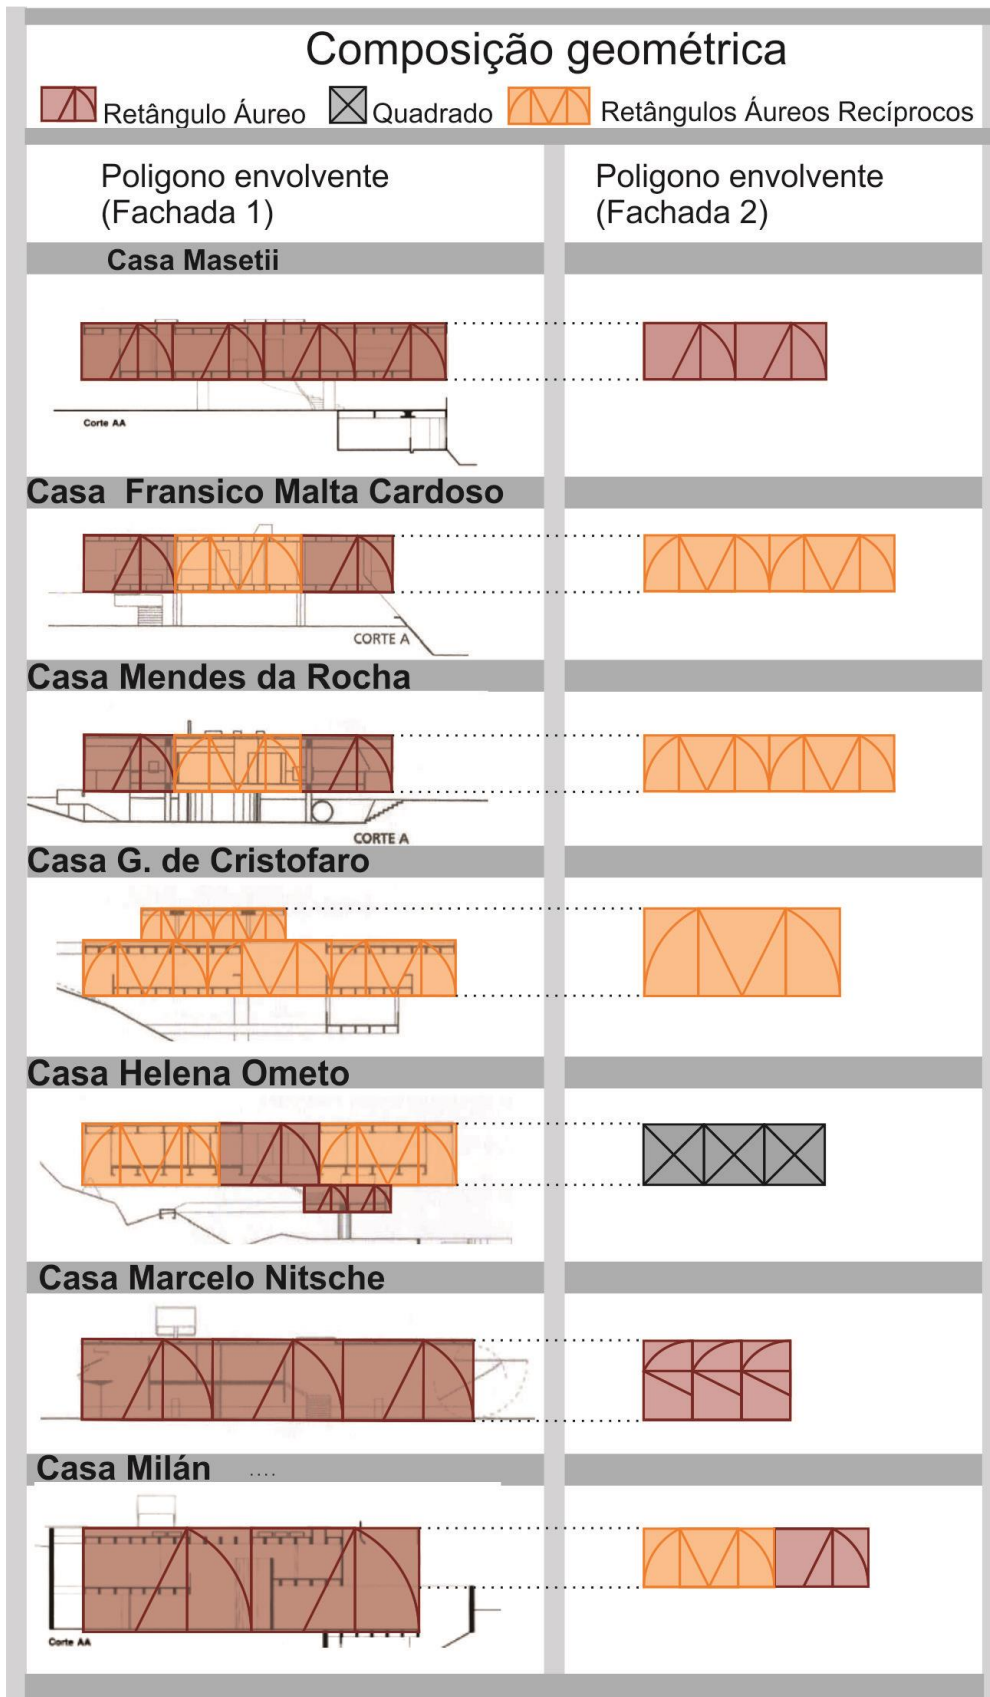 Composição geométrica
Retângulo Áureo Quadrado Retângulos Áureos Recíprocos
Poligono envolvente
(Fachada 1)
Poligono envolvente
(Fachada 2)
Casa Masetii
Corte AA
Casa Fransico Malta Cardoso
CORTE A
Casa Mendes da Rocha
CORTE A
Casa G. de Cristofaro
Casa Helena Ometo
Casa Marcelo Nitsche
Casa Milán ....
Corte AA